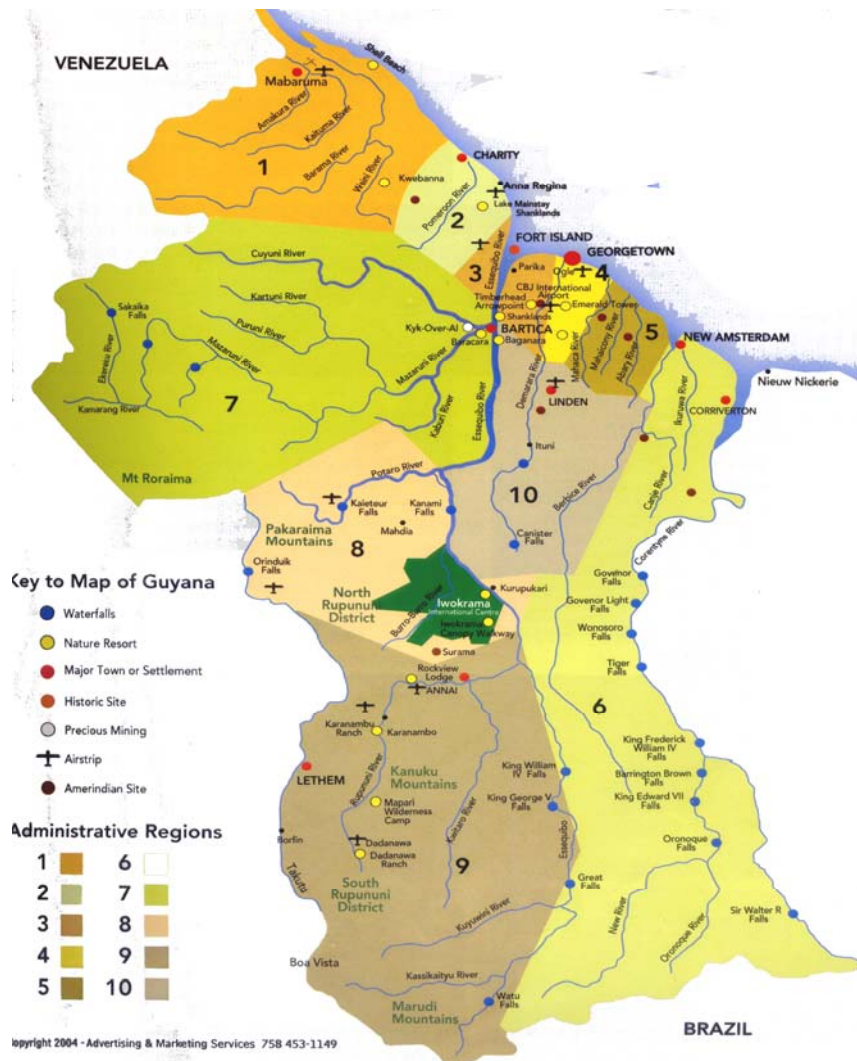 VENEZUELA
Shell Beach
Mabaruma
Amakura River
Kaituma River
Barama River
Waini River
1
Kwebanna
CHARITY
Anna Regina
Pomeroon River
2
Lake Mainstay
Shanklands
Essequibo River
FORT ISLAND
GEORGETOWN
3
Parika
Ogle
4
CBJ International
Airport
Timberhead
Arrowpoint
Emerald Tower
Shanklands
Kyk-Over-Al
BARTICA
Baracara
Baganara
Mahaica River
Mahaicony River
Abary River
5
NEW AMSTERDAM
Nieuw Nickerie
CORRIVERTON
Ikuruwa River
Canje River
Cuyuni River
Kartuni River
Sakaika
Falls
Puruni River
Ekereku River
Mazaruni River
Mazaruni River
Kamarang River
7
Kaburi River
Essequibo River
Mt Roraima
Demarara River
LINDEN
Ituni
10
Berbice River
Canister
Falls
Corentyne River
Potaro River
Kaieteur
Falls
Kanami
Falls
Pakaraima
Mountains
Mahdia
8
Orinduik
Falls
North
Rupununi
District
Burro-Burro River
Iwokrama
International Centre
Kurupukari
Iwokrama
Canopy Walkway
Surama
Govenor
Falls
Govenor Light
Falls
Wonosoro
Falls
Tiger
Falls
6
Rockview
Lodge
ANNAI
Karanambu
Ranch
Karanambo
LETHEM
Rupununi River
Kanuku
Mountains
Mapari
Wilderness
Camp
Kwitaro River
King William
IV Falls
King George V
Falls
King Frederick
William IV Falls
Barrington Brown
Falls
King Edward VII
Falls
Oronoque
Falls
Borfin
Takutu
Dadanawa
Dadanawa
Ranch
9
Essequibo
Great
Falls
South
Rupununi
District
Kuyuwini River
New River
Oronoque River
Sir Walter R
Falls
Boa Vista
Kassikaityu River
Marudi
Mountains
Watu
Falls
BRAZIL
Key to Map of Guyana
Waterfalls
Nature Resort
Major Town or Settlement
Historic Site
Precious Mining
Airstrip
Amerindian Site
Administrative Regions
1 6
2 7
3 8
4 9
5 10
opyright 2004 - Advertising & Marketing Services 758 453-1149